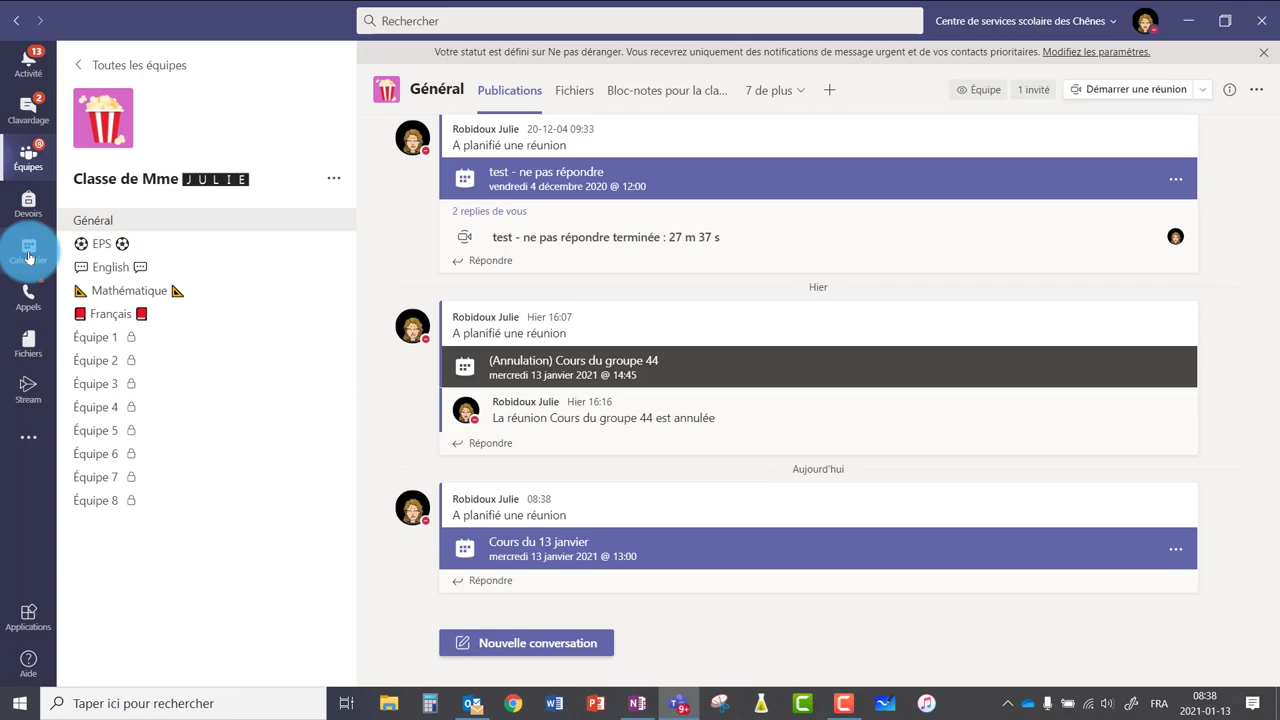 Rechercher
Centre de services scolaire des Chênes
Votre statut est défini sur Ne pas déranger. Vous recevrez uniquement des notifications de message urgent et de vos contacts prioritaires. Modifiez les paramètres.
13
Activité
2
Clavardage
@
Équipes
Devoirs
Calendrier
Appels
Fichiers
Stream
Applications
Aide
Toutes les équipes
Classe de Mme JULIE
Général
EPS
English
Mathématique
Français
Équipe 1
Équipe 2
Équipe 3
Équipe 4
Équipe 5
Équipe 6
Équipe 7
Équipe 8
Général Publications Fichiers Bloc-notes pour la cla... 7 de plus
Équipe 1 invité Démarrer une réunion
Robidoux Julie 20-12-04 09:33
A planifié une réunion
test - ne pas répondre
vendredi 4 décembre 2020 @ 12:00
2 replies de vous
test - ne pas répondre terminée : 27 m 37 s
Répondre
Hier
Robidoux Julie Hier 16:07
A planifié une réunion
(Annulation) Cours du groupe 44
mercredi 13 janvier 2021 @ 14:45
Robidoux Julie Hier 16:16
La réunion Cours du groupe 44 est annulée
Répondre
Aujourd'hui
Robidoux Julie 08:38
A planifié une réunion
Cours du 13 janvier
mercredi 13 janvier 2021 @ 13:00
Répondre
Nouvelle conversation
Taper ici pour rechercher
9+
FRA
08:38
2021-01-13